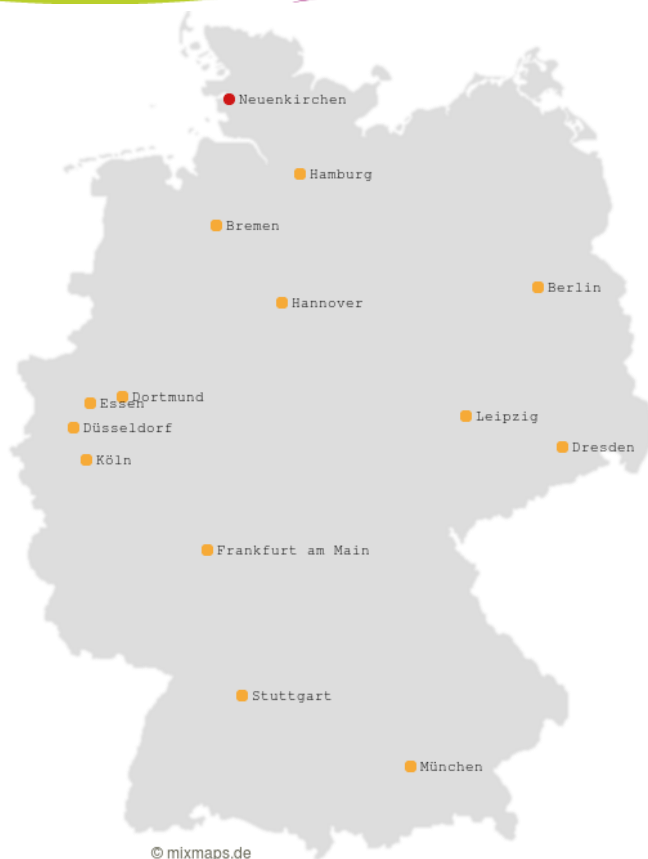 Neuenkirchen
Hamburg
Bremen
Berlin
Hannover
Dortmund
Essen
Leipzig
Düsseldorf
Dresden
Köln
Frankfurt am Main
Stuttgart
München
© mixmaps.de